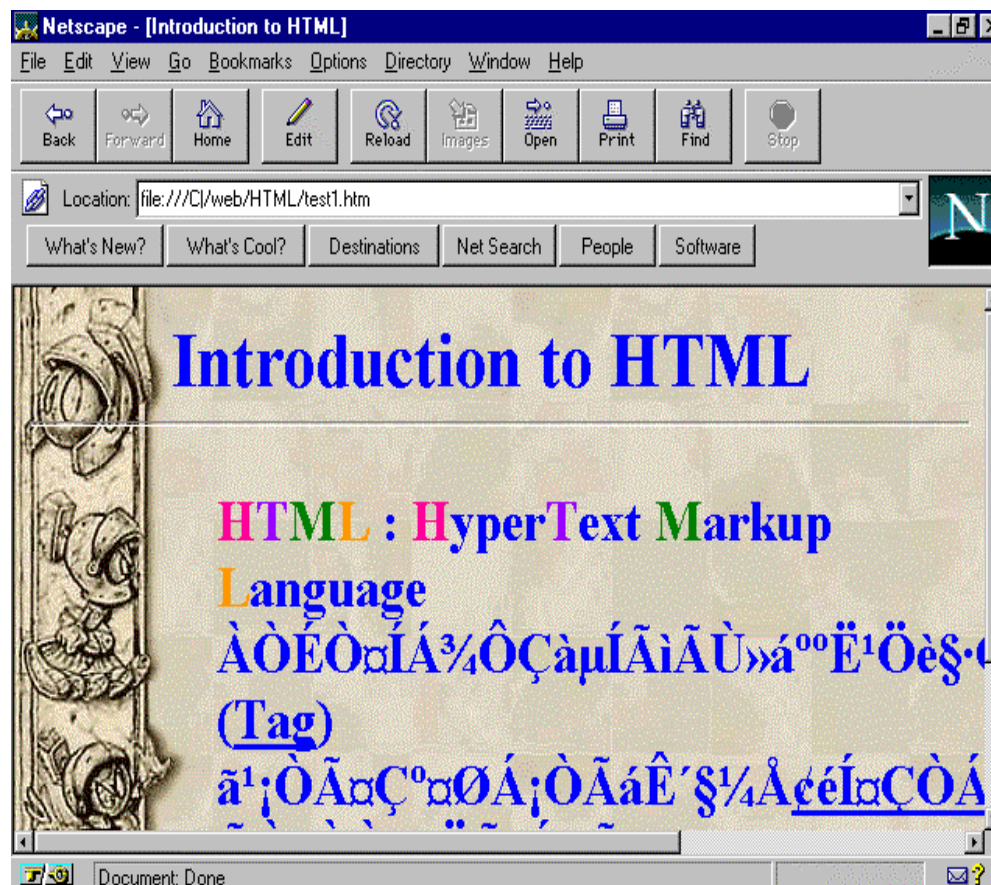 Netscape - [Introduction to HTML]
File Edit View Go Bookmarks Options Directory Window Help
Back Forward Home Edit Reload Images Open Print Find Stop
Location: file:///C|/web/HTML/test1.htm
What's New? What's Cool? Destinations Net Search People Software
N
Introduction to HTML
HTML : HyperText Markup
Language
ÀÒÉÒ¤ÍÁ¾ÔÇàµÍÃìÃÙ»áººË¹Öè§·
(Tag)
ã¹¡ÒÃ¤Çº¤ØÁ¡ÒÃáÊ´§¼Å¢éÍ¤ÇÒÁ
Document: Done